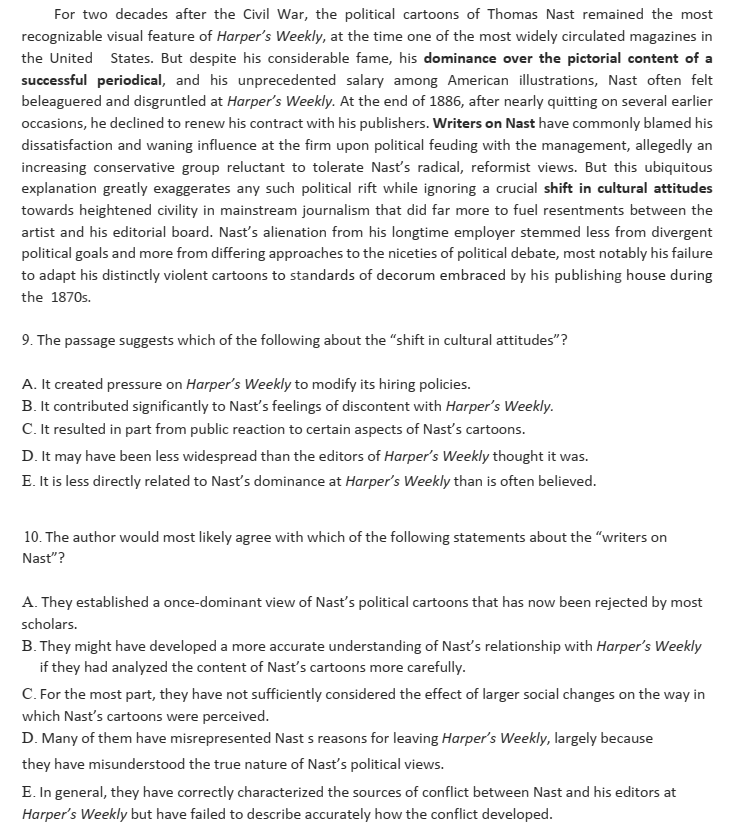 For two decades after the Civil War, the political cartoons of Thomas Nast remained the most
recognizable visual feature of Harper's Weekly, at the time one of the most widely circulated magazines in
the United States. But despite his considerable fame, his dominance over the pictorial content of a
successful periodical, and his unprecedented salary among American illustrations, Nast often felt
beleaguered and disgruntled at Harper's Weekly. At the end of 1886, after nearly quitting on several earlier
occasions, he declined to renew his contract with his publishers. Writers on Nast have commonly blamed his
dissatisfaction and waning influence at the firm upon political feuding with the management, allegedly an
increasing conservative group reluctant to tolerate Nast's radical, reformist views. But this ubiquitous
explanation greatly exaggerates any such political rift while ignoring a crucial shift in cultural attitudes
towards heightened civility in mainstream journalism that did far more to fuel resentments between the
artist and his editorial board. Nast's alienation from his longtime employer stemmed less from divergent
political goals and more from differing approaches to the niceties of political debate, most notably his failure
to adapt his distinctly violent cartoons to standards of decorum embraced by his publishing house during
the 1870s.
9. The passage suggests which of the following about the "shift in cultural attitudes"?
A. It created pressure on Harper's Weekly to modify its hiring policies.
B. It contributed significantly to Nast's feelings of discontent with Harper's Weekly.
C. It resulted in part from public reaction to certain aspects of Nast's cartoons.
D. It may have been less widespread than the editors of Harper's Weekly thought it was.
E. It is less directly related to Nast's dominance at Harper's Weekly than is often believed.
10. The author would most likely agree with which of the following statements about the "writers on
Nast"?
A. They established a once-dominant view of Nast's political cartoons that has now been rejected by most
scholars.
B. They might have developed a more accurate understanding of Nast's relationship with Harper's Weekly
if they had analyzed the content of Nast's cartoons more carefully.
C. For the most part, they have not sufficiently considered the effect of larger social changes on the way in
which Nast's cartoons were perceived.
D. Many of them have misrepresented Nast s reasons for leaving Harper's Weekly, largely because
they have misunderstood the true nature of Nast's political views.
E. In general, they have correctly characterized the sources of conflict between Nast and his editors at
Harper's Weekly but have failed to describe accurately how the conflict developed.